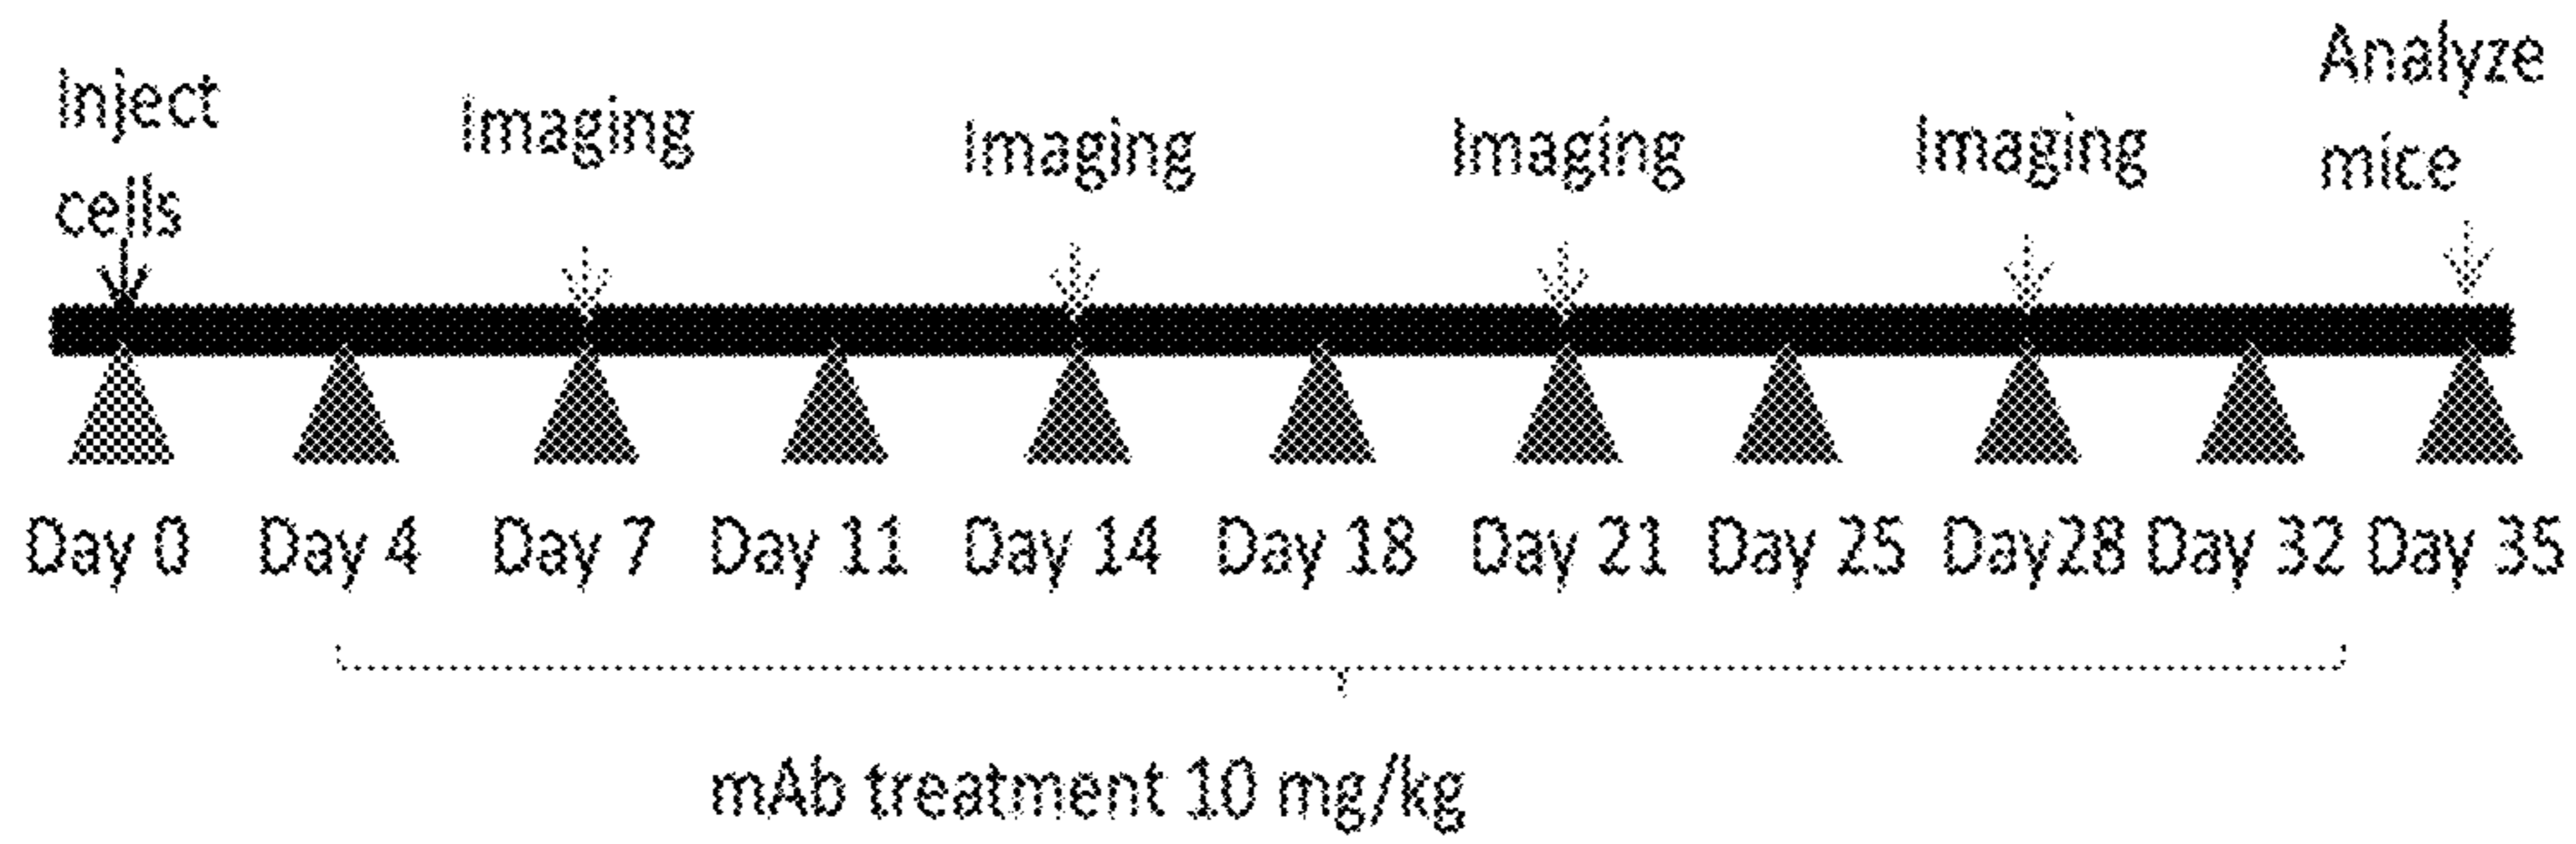 Inject
cells
Imaging
Imaging
Imaging
Imaging
Analyze
mice
Day 0 Day 4 Day 7 Day 11 Day 14 Day 18 Day 21 Day 25 Day28 Day 32 Day 35
mAb treatment 10 mg/kg